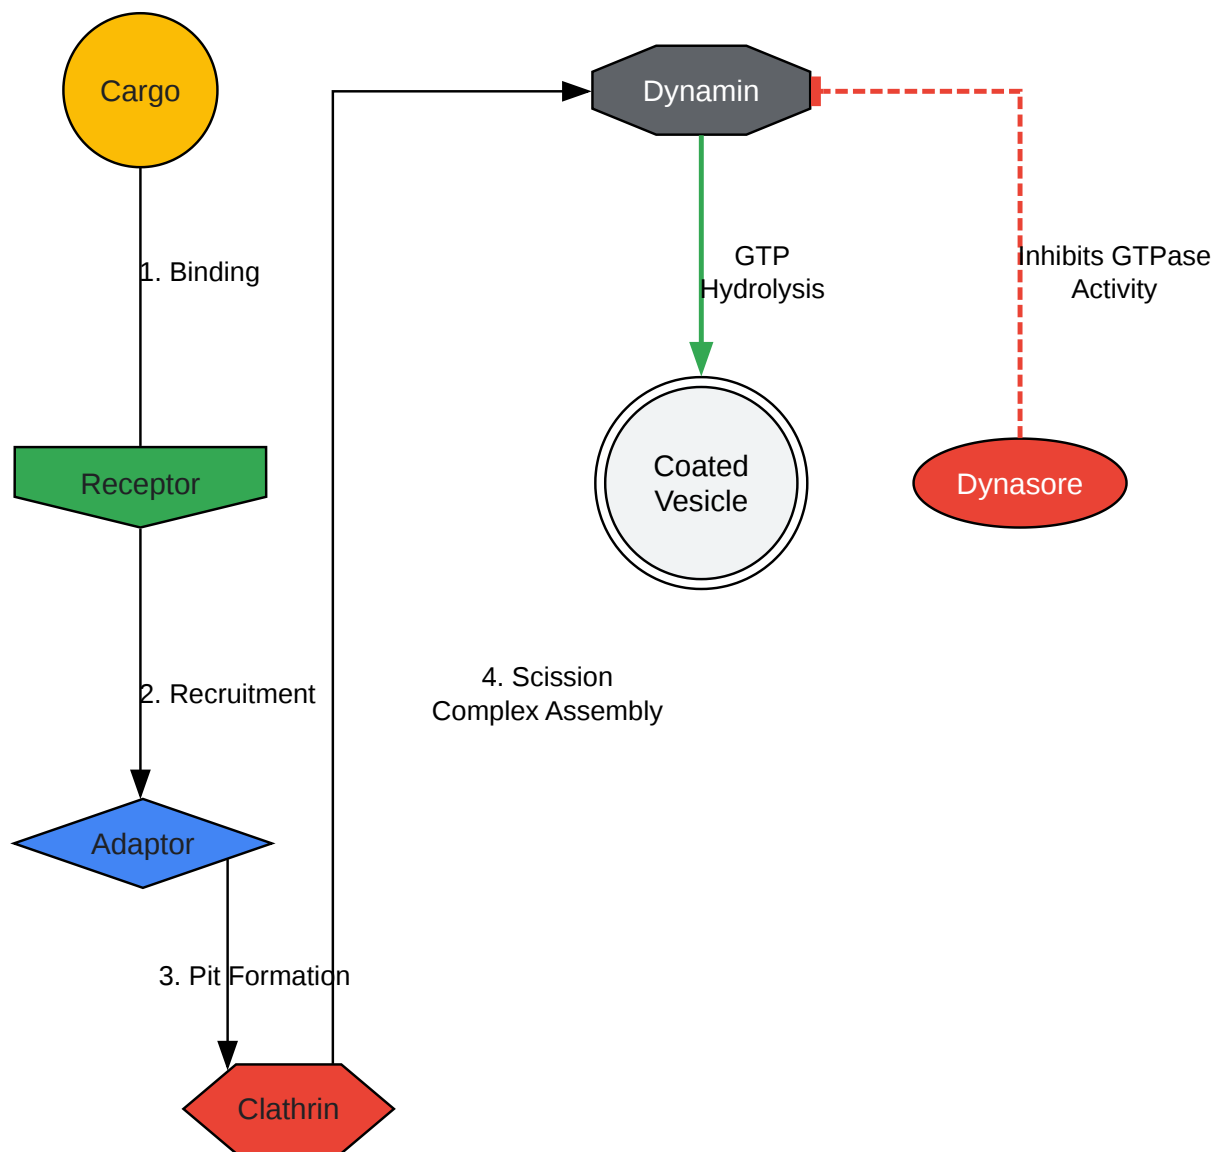 Cargo
Dynamin
1. Binding
GTP
Hydrolysis
Inhibits GTPase
Activity
Receptor
Coated
Vesicle
Dynasore
2. Recruitment
4. Scission
Complex Assembly
Adaptor
3. Pit Formation
Clathrin